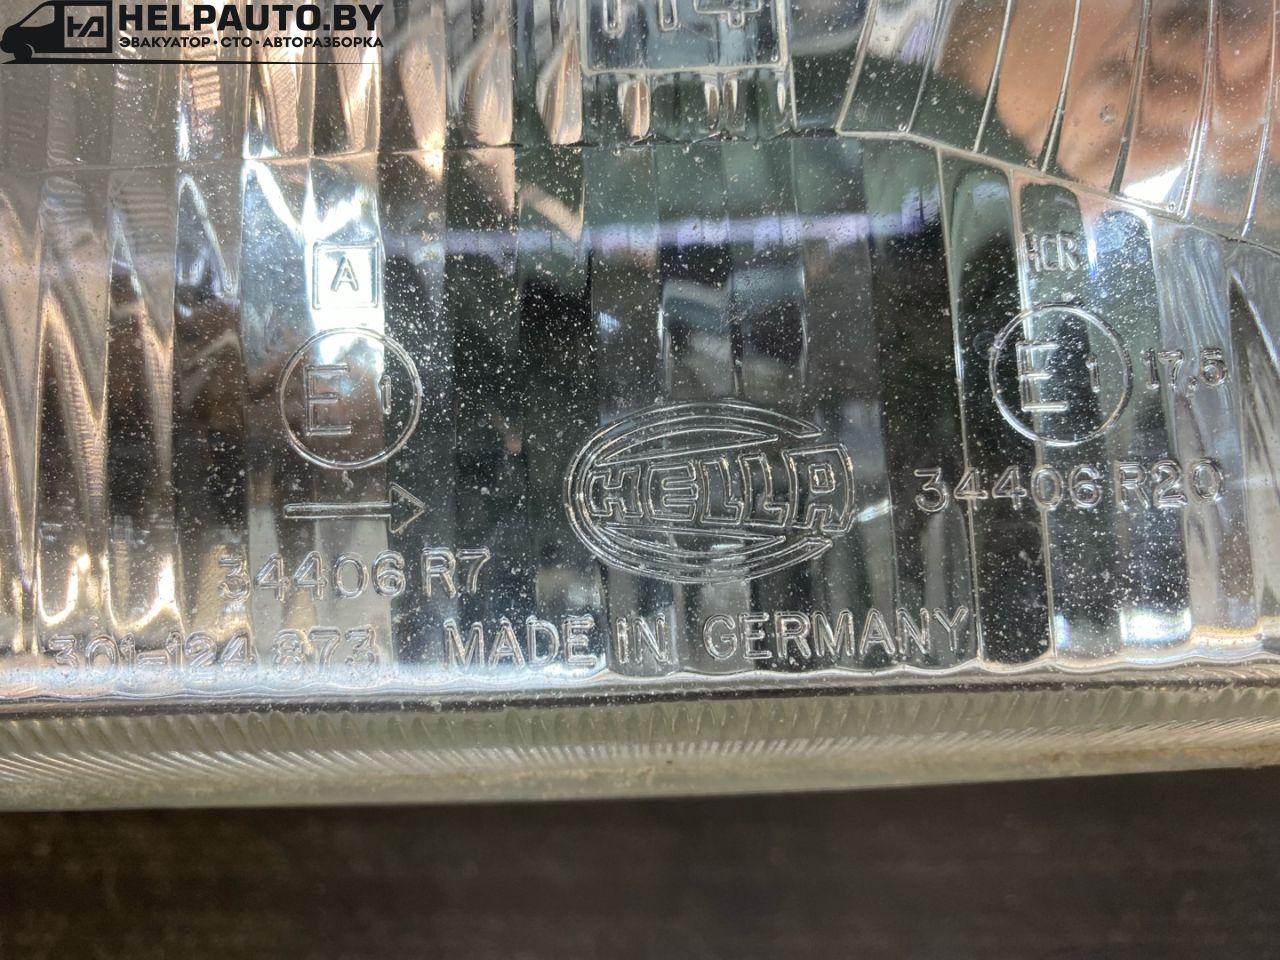 HELPAUTO.BY
ЭВАКУАТОР · СТО · АВТОРАЗБОРКА
H4
A
HCR
E 1
E 1
17,5
HELLA
34406 R20
34406 R7
301-124 873
MADE IN GERMANY